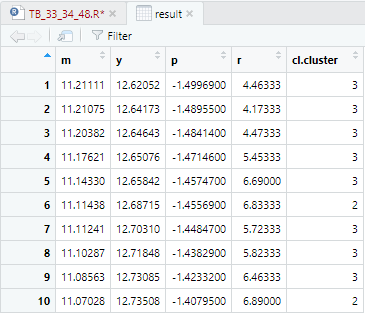 TB_33_34_48.R* result
Filter
m y p r cl.cluster
1 11.21111 12.62052 -1.4996900 4.46333 3
2 11.21075 12.64173 -1.4895500 4.17333 3
3 11.20382 12.64643 -1.4841400 4.47333 3
4 11.17621 12.65076 -1.4714600 5.45333 3
5 11.14330 12.65842 -1.4574700 6.69000 3
6 11.11438 12.68715 -1.4556900 6.83333 2
7 11.11241 12.70310 -1.4484700 5.72333 3
8 11.10287 12.71848 -1.4382900 5.82333 3
9 11.08563 12.73085 -1.4233200 6.46333 3
10 11.07028 12.73508 -1.4079500 6.89000 2